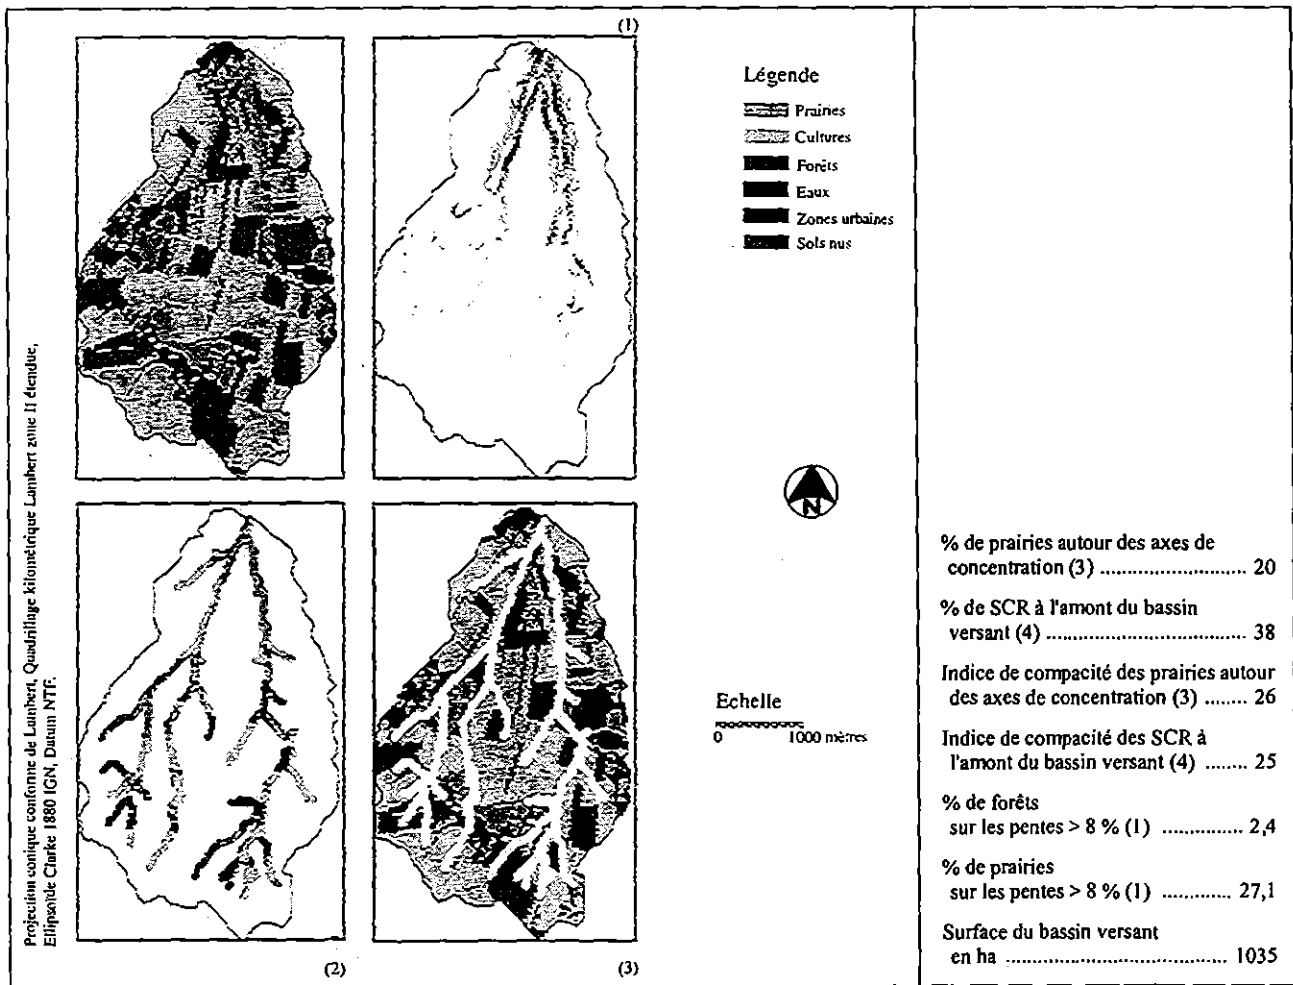 (1)
Légende
Prairies
Cultures
Forêts
Eaux
Zones urbaines
Sols nus
Projection conique conforme de Lambert, Quadrillage kilométrique Lambert zone II étendue,
Ellipsoïde Clarke 1880 IGN, Datum NTF.
N
Echelle
0 1000 mètres
(2)
(3)
% de prairies autour des axes de
concentration (3) .......................... 20
% de SCR à l'amont du bassin
versant (4) .................................... 38
Indice de compacité des prairies autour
des axes de concentration (3) ...... 26
Indice de compacité des SCR à
l'amont du bassin versant (4) ........ 25
% de forêts
sur les pentes > 8 % (1) ............... 2,4
% de prairies
sur les pentes > 8 % (1) ............. 27,1
Surface du bassin versant
en ha ...................................... 1035